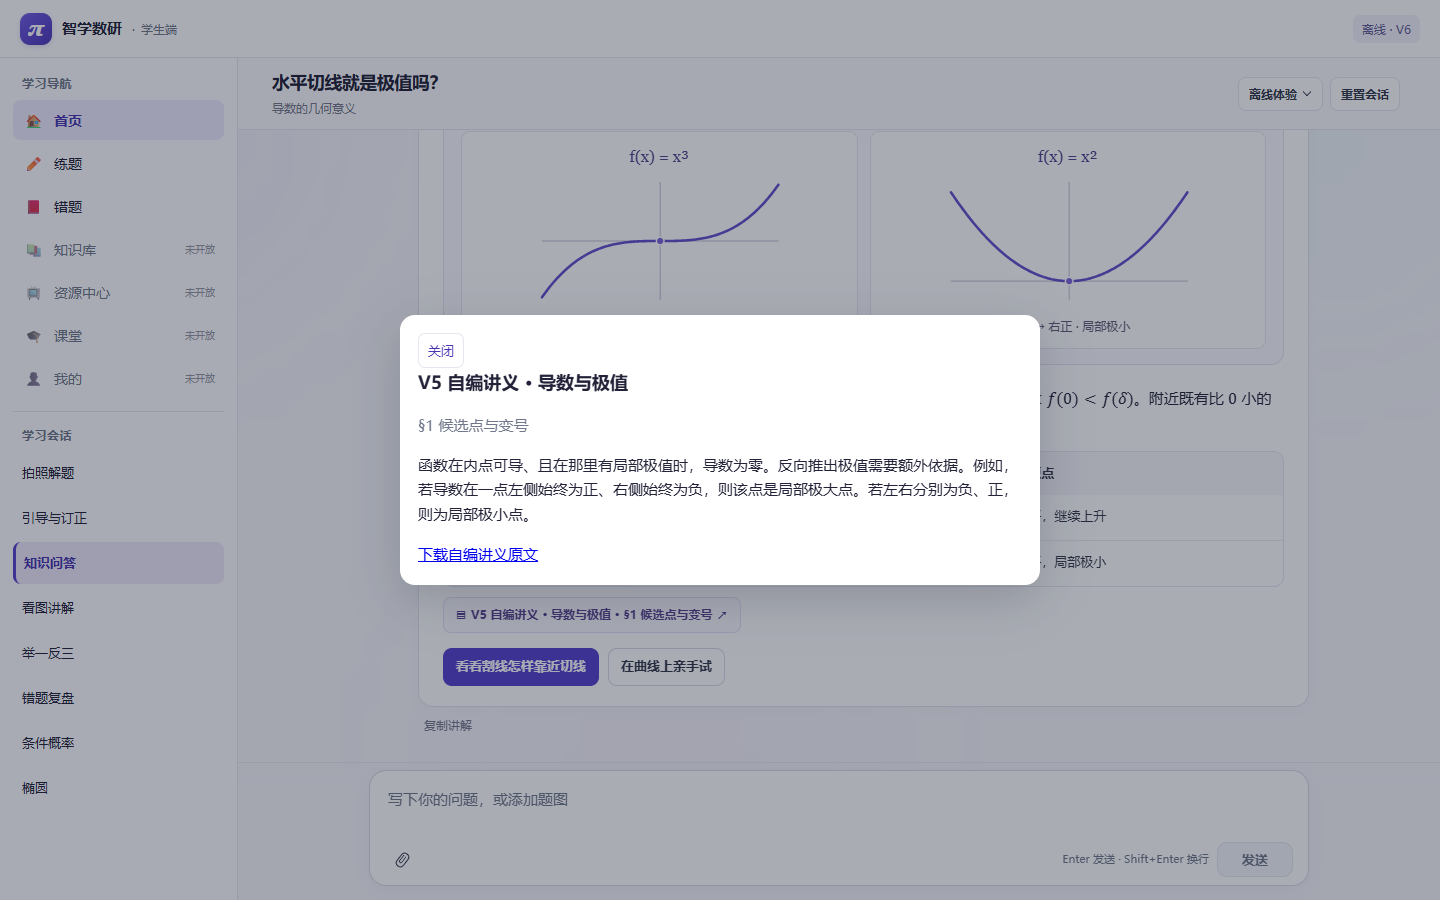 π 智学数研 · 学生端
离线 · V6
学习导航
首页
练题
错题
知识库 未开放
资源中心 未开放
课堂 未开放
我的 未开放
学习会话
拍照解题
引导与订正
知识问答
看图讲解
举一反三
错题复盘
条件概率
椭圆
水平切线就是极值吗？
导数的几何意义
离线体验
重置会话
f(x) = x³
f(x) = x²
右正 · 局部极小
f(0) < f(δ)。附近既有比 0 小的
点
，继续上升
，局部极小
关闭
V5 自编讲义 • 导数与极值
§1 候选点与变号
函数在内点可导、且在那里有局部极值时，导数为零。反向推出极值需要额外依据。例如，
若导数在一点左侧始终为正、右侧始终为负，则该点是局部极大点。若左右分别为负、正，
则为局部极小点。
下载自编讲义原文
V5 自编讲义 • 导数与极值 • §1 候选点与变号 ↗
看看割线怎样靠近切线
在曲线上亲手试
复制讲解
写下你的问题，或添加题图
Enter 发送 · Shift+Enter 换行
发送